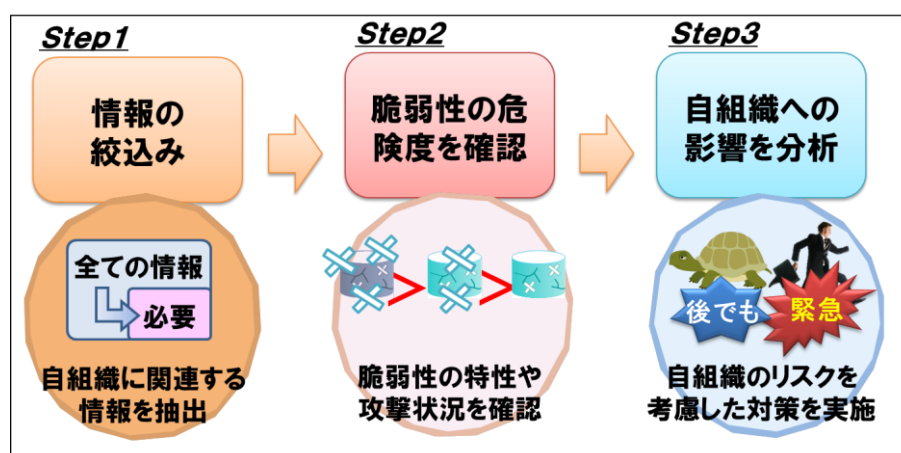 Step1
情報の
絞込み
全ての情報
必要
自組織に関連する
情報を抽出
Step2
脆弱性の危
険度を確認
脆弱性の特性や
攻撃状況を確認
Step3
自組織への
影響を分析
後でも
緊急
自組織のリスクを
考慮した対策を実施